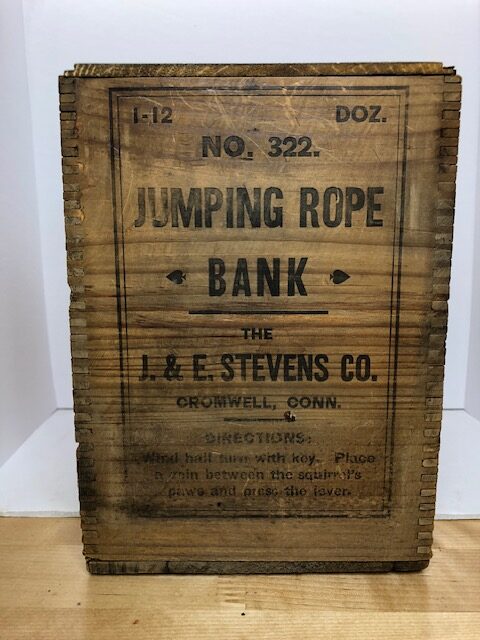 1-12 DOZ.
NO. 322.
JUMPING ROPE
BANK
THE
J. & E. STEVENS CO.
CROMWELL, CONN.
DIRECTIONS:
Wind half turn with key. Place
a coin between the squirrel's
paws and press the lever.